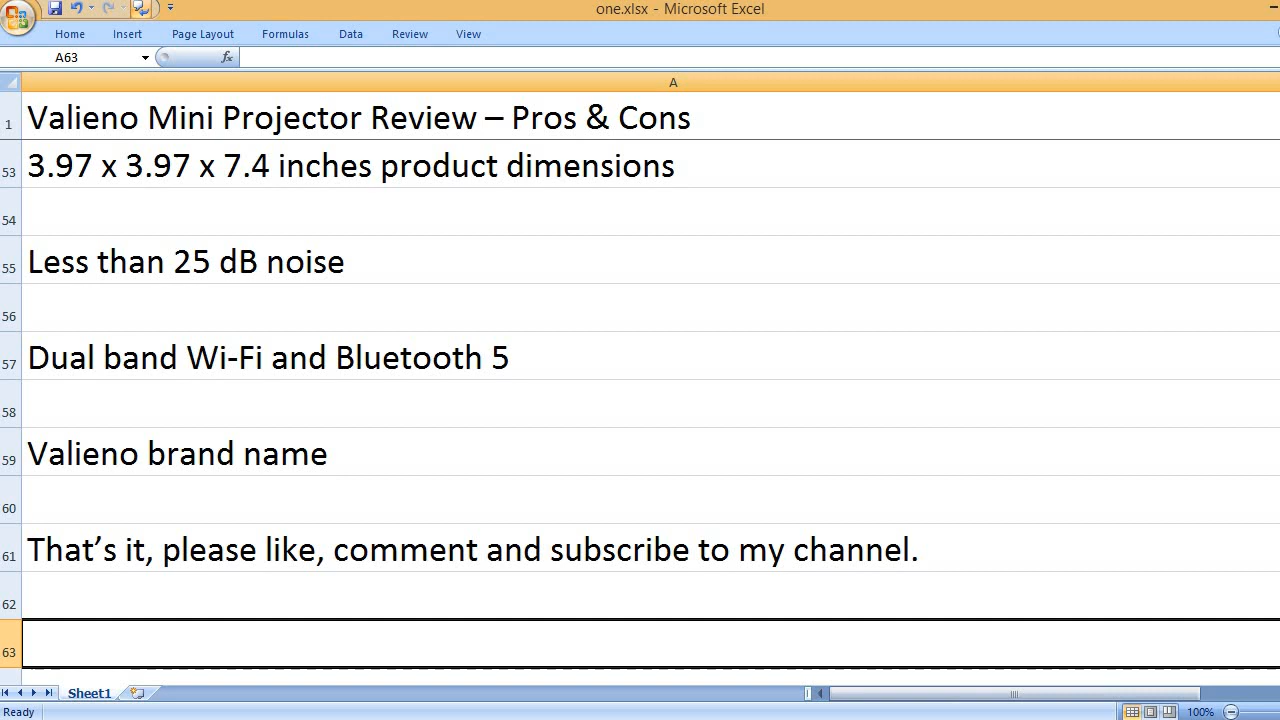 one.xlsx - Microsoft Excel
Home Insert Page Layout Formulas Data Review View
A63 fx
A
1 Valieno Mini Projector Review – Pros & Cons
53 3.97 x 3.97 x 7.4 inches product dimensions
54
55 Less than 25 dB noise
56
57 Dual band Wi-Fi and Bluetooth 5
58
59 Valieno brand name
60
61 That’s it, please like, comment and subscribe to my channel.
62
63
Sheet1
Ready 100%